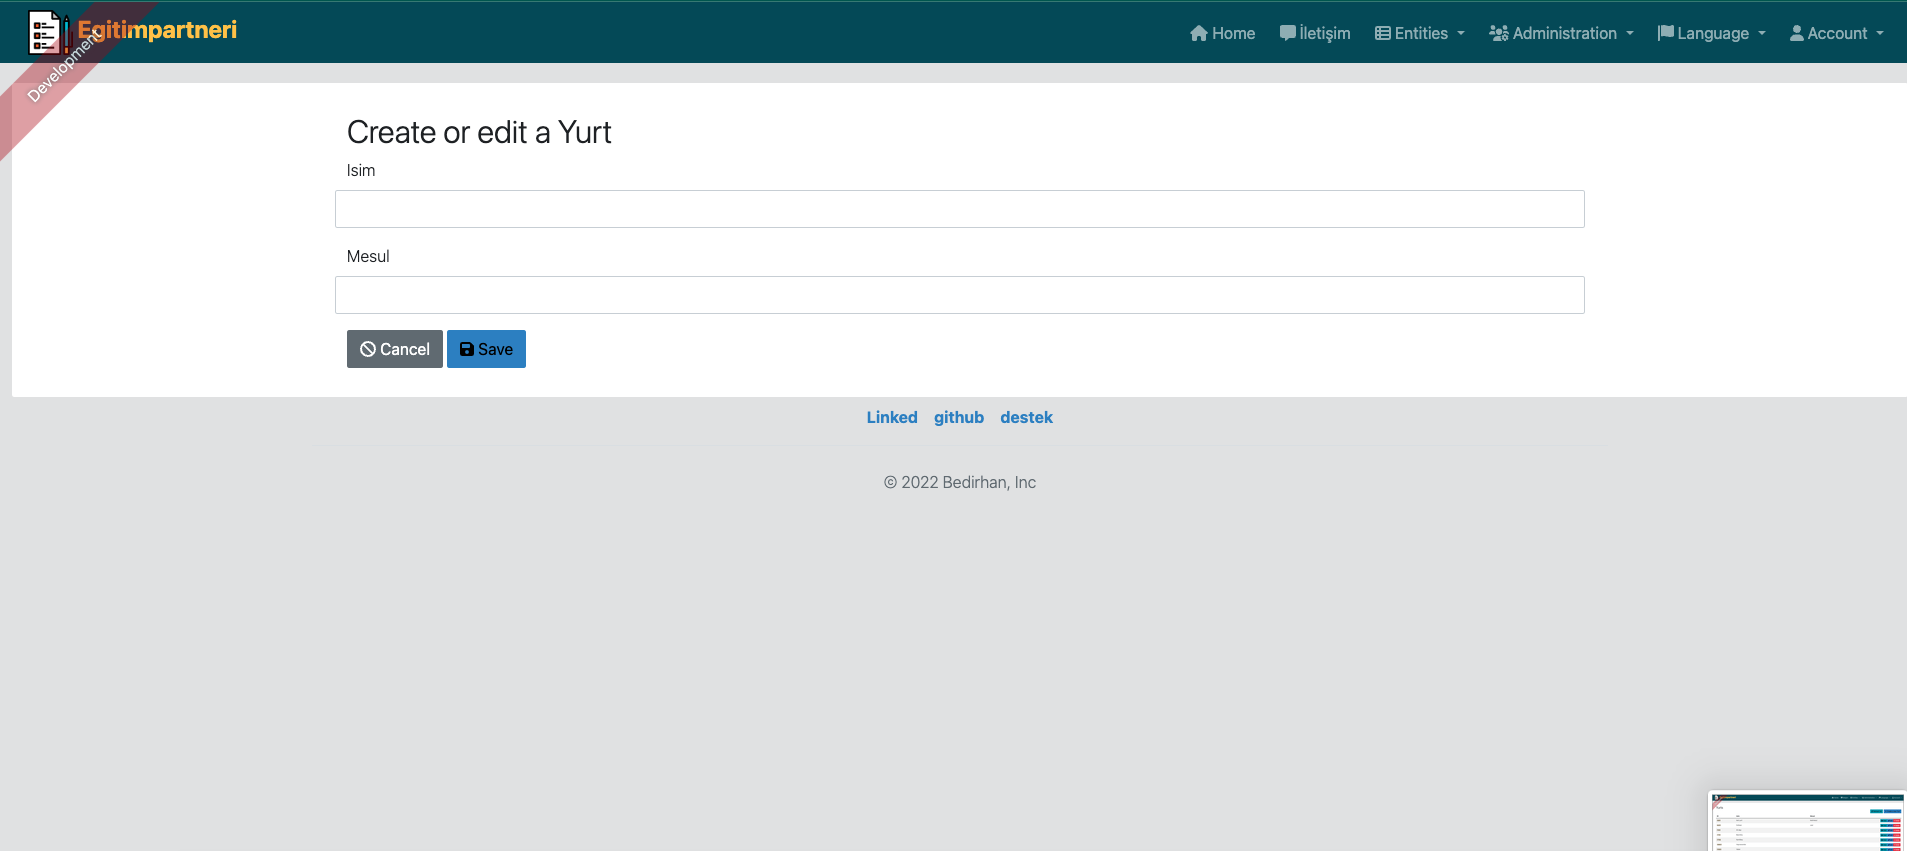 Egitimpartneri
Development
Home İletişim Entities Administration Language Account
Create or edit a Yurt
Isim
Mesul
Cancel Save
Linked github destek
© 2022 Bedirhan, Inc